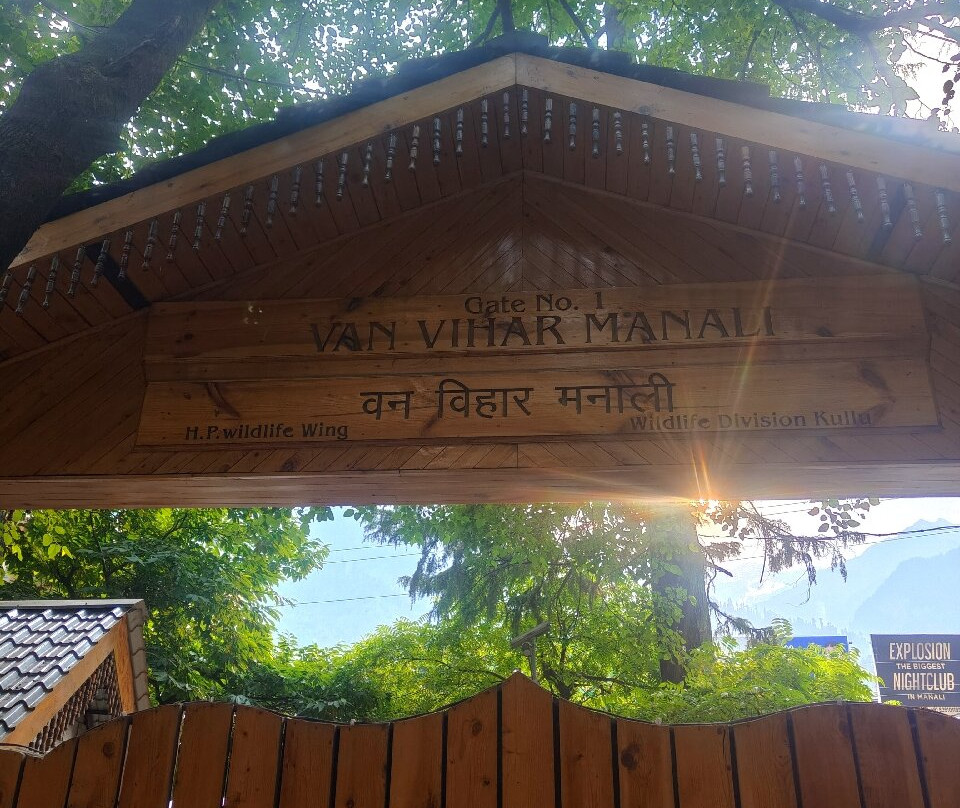 Gate No. 1
VAN VIHAR MANALI
वन विहार मनाली
H.P.wildlife Wing
Wildlife Division Kullu
EXPLOSION
THE BIGGEST
NIGHTCLUB
IN MANALI